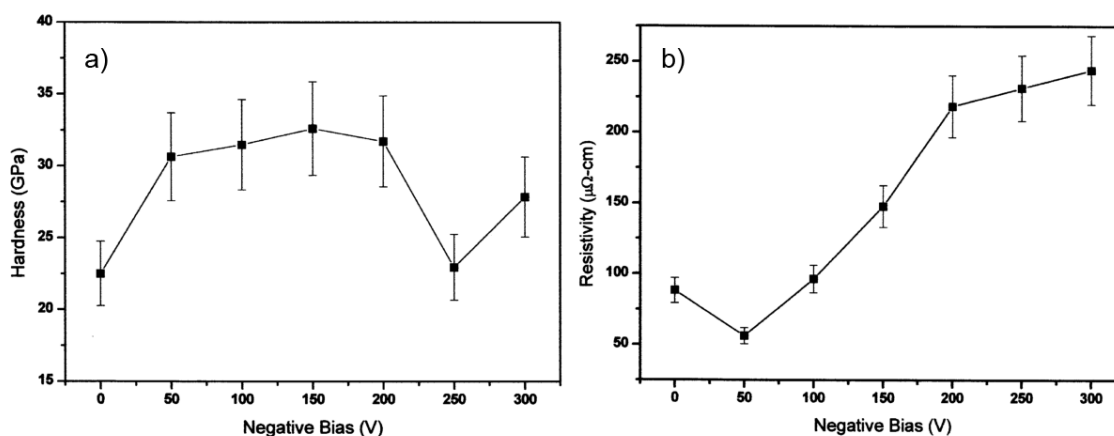 a)
Hardness (GPa)
40
35
30
25
20
15
0 50 100 150 200 250 300
Negative Bias (V)
b)
Resistivity (μΩ-cm)
250
200
150
100
50
0 50 100 150 200 250 300
Negative Bias (V)